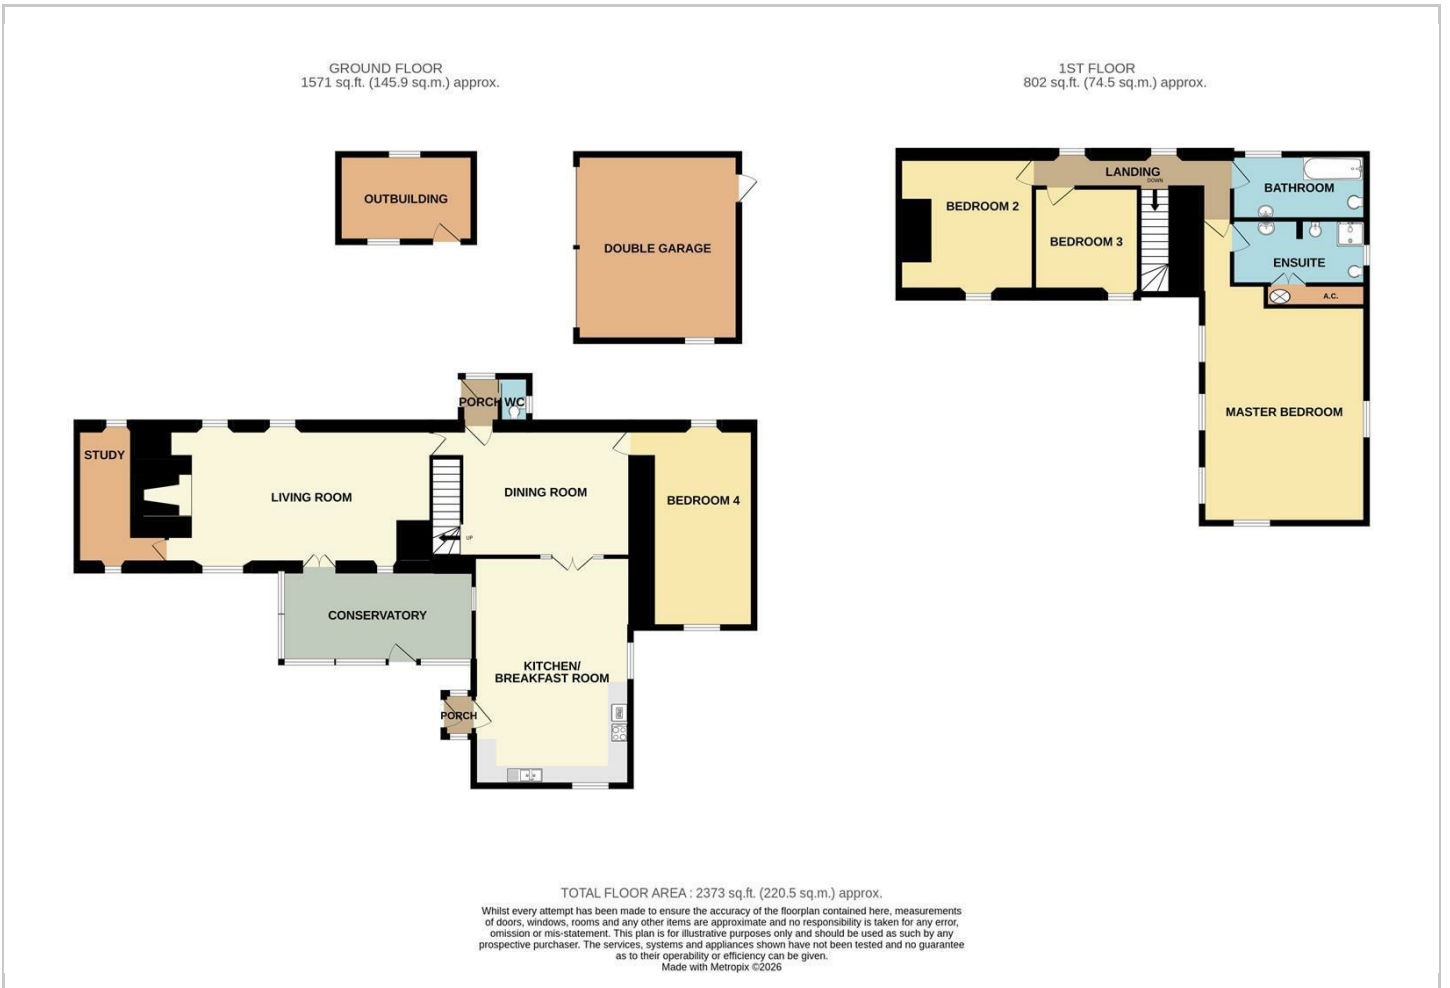 GROUND FLOOR
1571 sq.ft. (145.9 sq.m.) approx.
1ST FLOOR
802 sq.ft. (74.5 sq.m.) approx.
OUTBUILDING
DOUBLE GARAGE
PORCH
WC
STUDY
LIVING ROOM
DINING ROOM
UP
BEDROOM 4
CONSERVATORY
KITCHEN/
BREAKFAST ROOM
PORCH
LANDING
DOWN
BEDROOM 2
BEDROOM 3
BATHROOM
ENSUITE
A.C.
MASTER BEDROOM
TOTAL FLOOR AREA : 2373 sq.ft. (220.5 sq.m.) approx.
Whilst every attempt has been made to ensure the accuracy of the floorplan contained here, measurements
of doors, windows, rooms and any other items are approximate and no responsibility is taken for any error,
omission or mis-statement. This plan is for illustrative purposes only and should be used as such by any
prospective purchaser. The services, systems and appliances shown have not been tested and no guarantee
as to their operability or efficiency can be given.
Made with Metropix ©2026